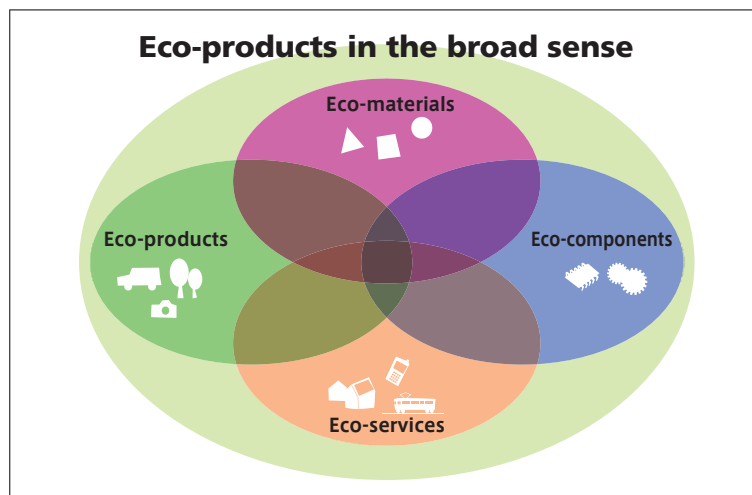 Eco-products in the broad sense
Eco-materials
Eco-products
Eco-components
Eco-services